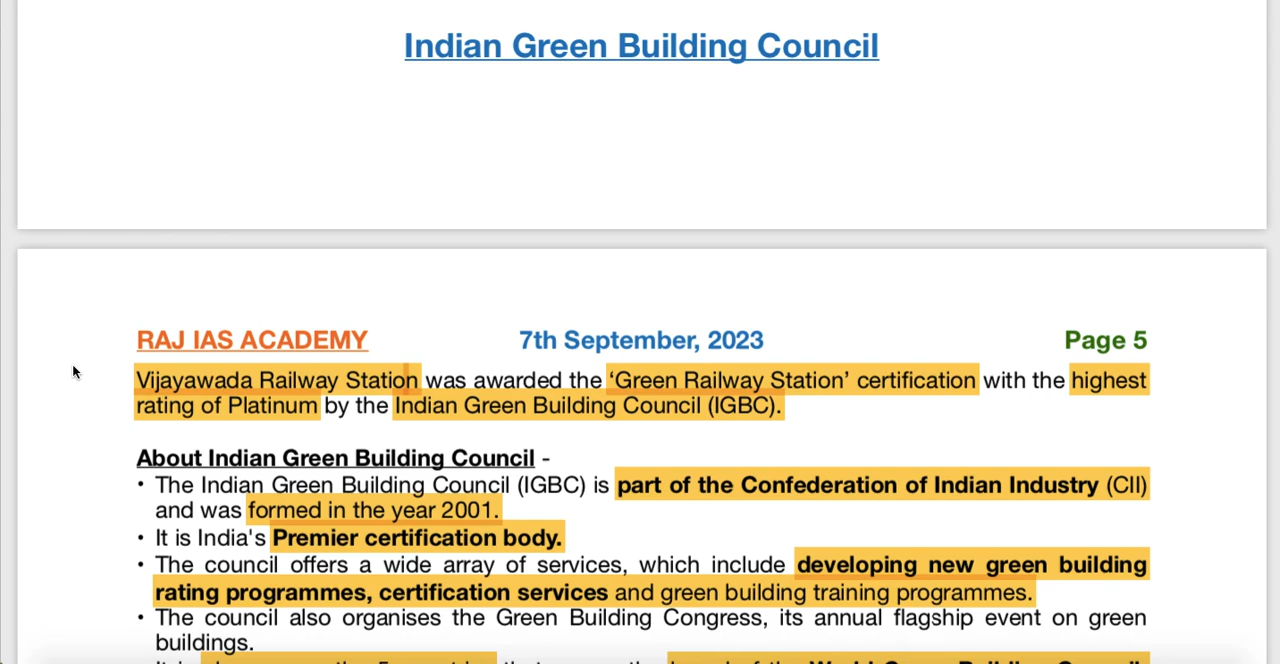 Indian Green Building Council
RAJ IAS ACADEMY 7th September, 2023 Page 5
Vijayawada Railway Station was awarded the ‘Green Railway Station’ certification with the highest
rating of Platinum by the Indian Green Building Council (IGBC).
About Indian Green Building Council -
• The Indian Green Building Council (IGBC) is part of the Confederation of Indian Industry (CII)
and was formed in the year 2001.
• It is India's Premier certification body.
• The council offers a wide array of services, which include developing new green building
rating programmes, certification services and green building training programmes.
• The council also organises the Green Building Congress, its annual flagship event on green
buildings.